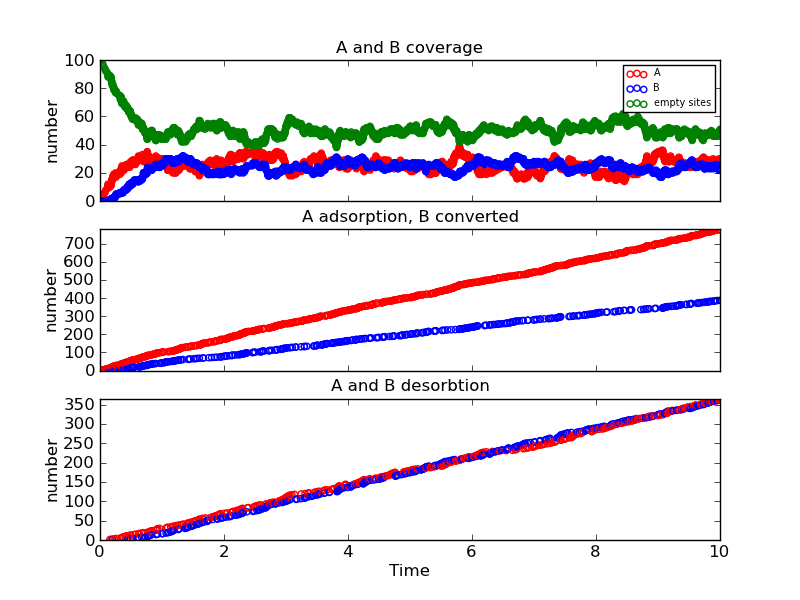 A and B coverage
100
80
60
40
20
0
number
A
B
empty sites
A adsorption, B converted
700
600
500
400
300
200
100
0
number
A and B desorbtion
350
300
250
200
150
100
50
0
number
0 2 4 6 8 10
Time